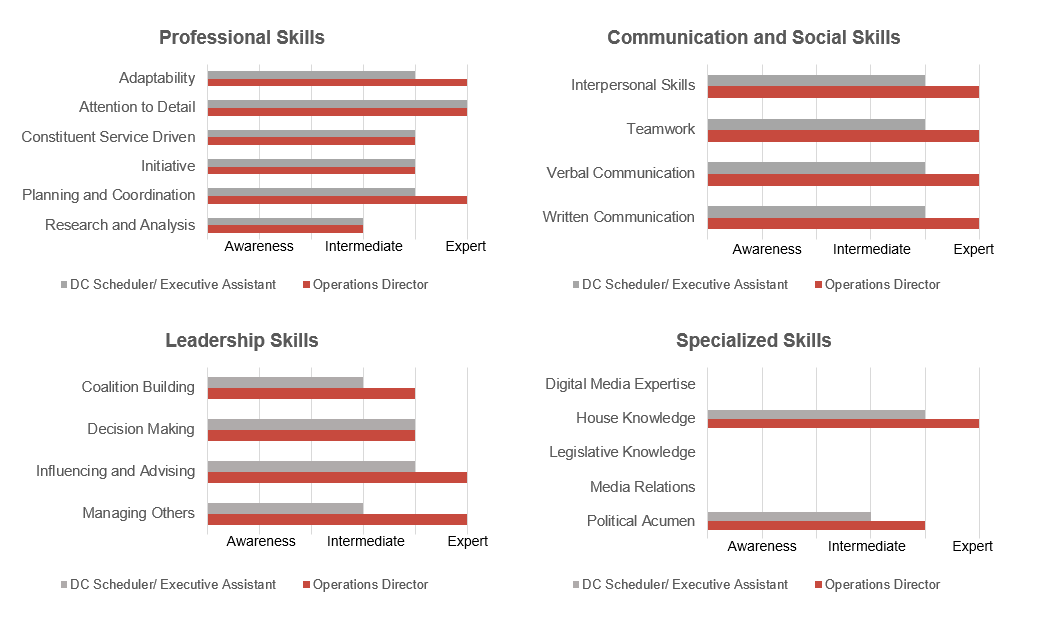 Professional Skills
Adaptability
Attention to Detail
Constituent Service Driven
Initiative
Planning and Coordination
Research and Analysis
Awareness Intermediate Expert
DC Scheduler/ Executive Assistant Operations Director
Communication and Social Skills
Interpersonal Skills
Teamwork
Verbal Communication
Written Communication
Awareness Intermediate Expert
DC Scheduler/ Executive Assistant Operations Director
Leadership Skills
Coalition Building
Decision Making
Influencing and Advising
Managing Others
Awareness Intermediate Expert
DC Scheduler/ Executive Assistant Operations Director
Specialized Skills
Digital Media Expertise
House Knowledge
Legislative Knowledge
Media Relations
Political Acumen
Awareness Intermediate Expert
DC Scheduler/ Executive Assistant Operations Director